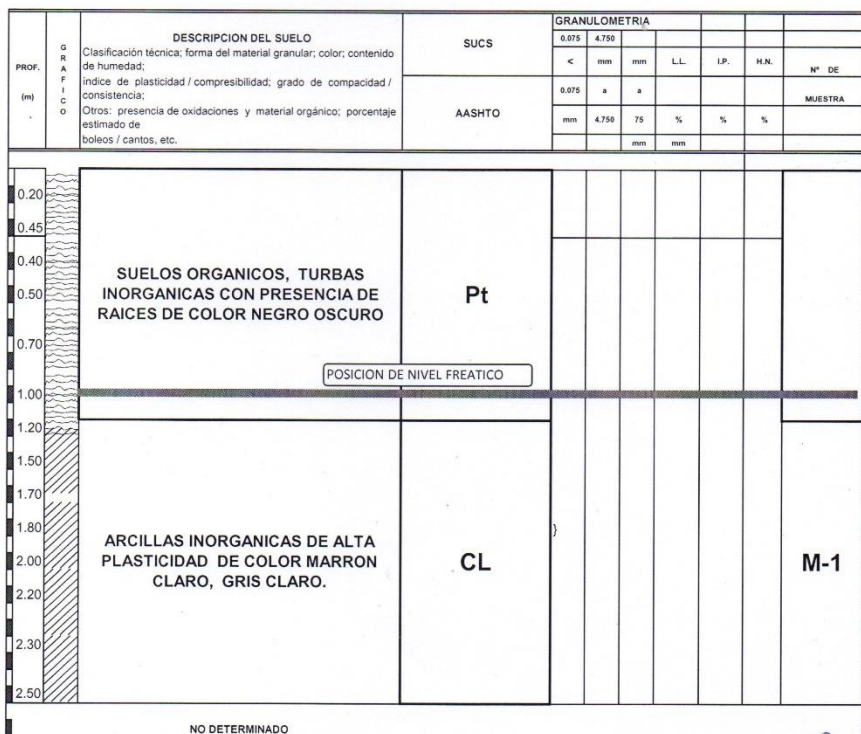 PROF.
(m)
GRAFICO
DESCRIPCION DEL SUELO
Clasificación técnica; forma del material granular; color; contenido
de humedad;
indice de plasticidad / compresibilidad; grado de compacidad /
consistencia;
Otros: presencia de oxidaciones y material orgánico; porcentaje
estimado de
boleos / cantos, etc.
SUCS
AASHTO
GRANULOMETRIA
0.075 4.750
< mm mm L.L. I.P. H.N.
0.075 a a
mm 4.750 75 % % %
mm mm
N° DE
MUESTRA
0.20
0.45
0.40
0.50
0.70
1.00
1.20
1.50
1.70
1.80
2.00
2.20
2.30
2.50
SUELOS ORGANICOS, TURBAS
INORGANICAS CON PRESENCIA DE
RAICES DE COLOR NEGRO OSCURO
Pt
POSICION DE NIVEL FREATICO
ARCILLAS INORGANICAS DE ALTA
PLASTICIDAD DE COLOR MARRON
CLARO, GRIS CLARO.
CL
}
M-1
NO DETERMINADO